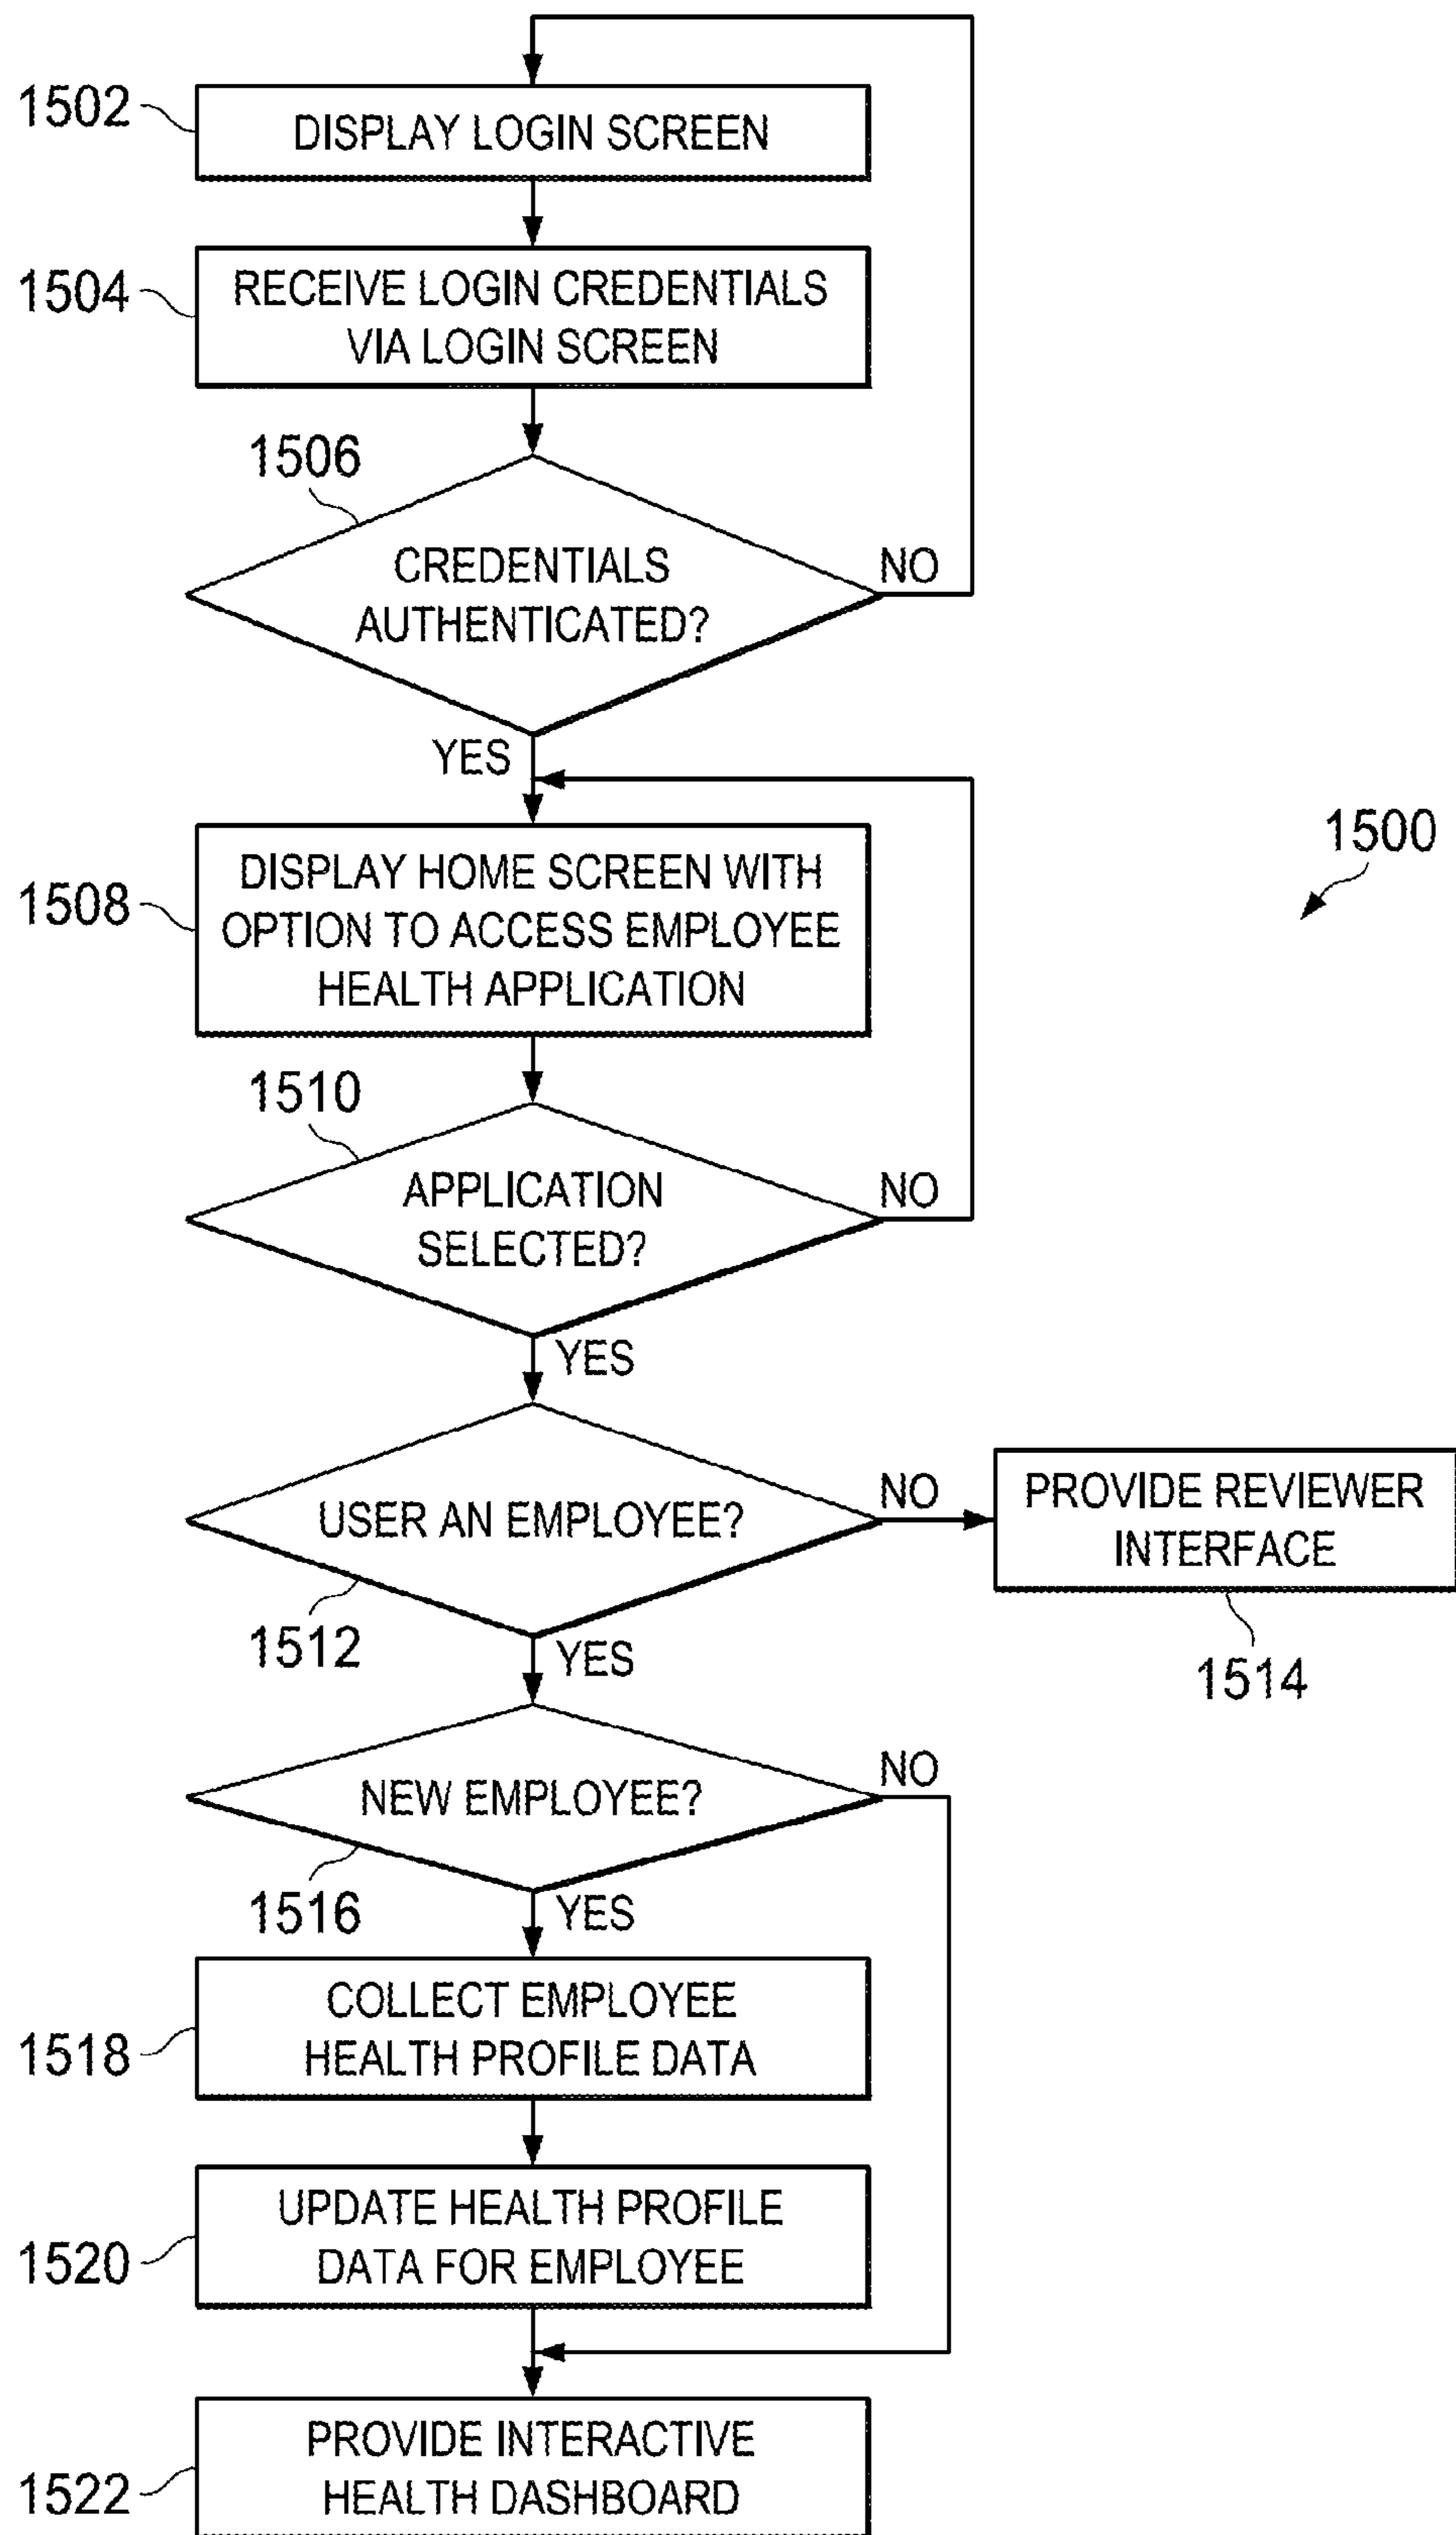 1502
DISPLAY LOGIN SCREEN
1504
RECEIVE LOGIN CREDENTIALS
VIA LOGIN SCREEN
1506
CREDENTIALS
AUTHENTICATED?
NO
YES
1500
1508
DISPLAY HOME SCREEN WITH
OPTION TO ACCESS EMPLOYEE
HEALTH APPLICATION
1510
APPLICATION
SELECTED?
NO
YES
USER AN EMPLOYEE?
NO
1512
YES
PROVIDE REVIEWER
INTERFACE
1514
NEW EMPLOYEE?
NO
1516
YES
1518
COLLECT EMPLOYEE
HEALTH PROFILE DATA
1520
UPDATE HEALTH PROFILE
DATA FOR EMPLOYEE
1522
PROVIDE INTERACTIVE
HEALTH DASHBOARD